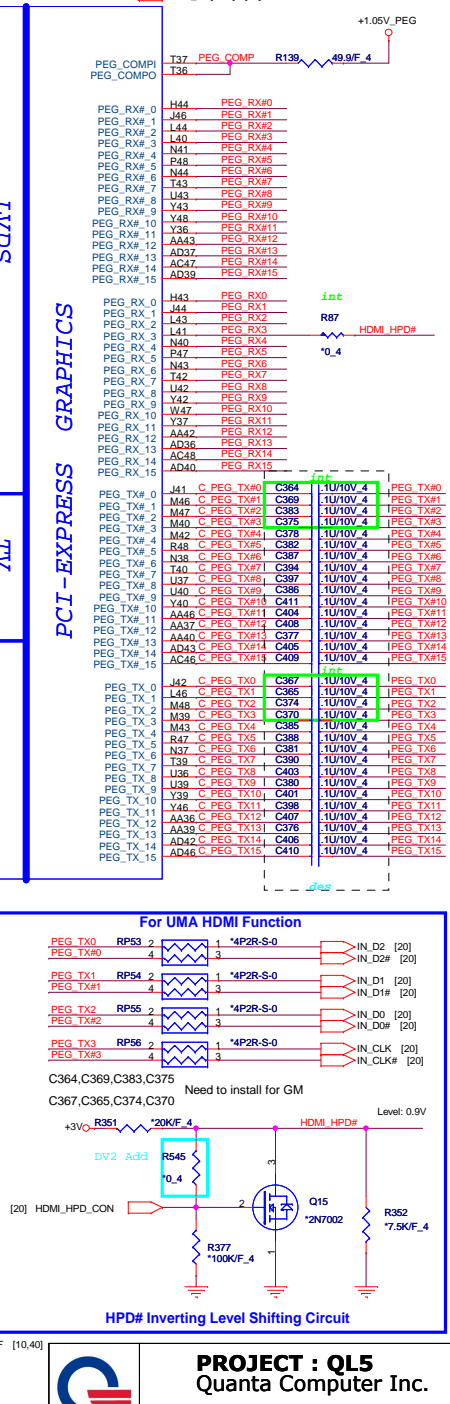 +1.05V_PEG
PEG_COMPI T37 PEG_COMP R139 49.9/F_4
PEG_COMPO T36
PEG_RX#_0 H44 PEG_RX#0
PEG_RX#_1 J46 PEG_RX#1
PEG_RX#_2 L44 PEG_RX#2
PEG_RX#_3 L40 PEG_RX#3
PEG_RX#_4 N41 PEG_RX#4
PEG_RX#_5 P48 PEG_RX#5
PEG_RX#_6 N44 PEG_RX#6
PEG_RX#_7 T43 PEG_RX#7
PEG_RX#_8 U43 PEG_RX#8
PEG_RX#_9 Y43 PEG_RX#9
PEG_RX#_10 Y48 PEG_RX#10
PEG_RX#_11 Y36 PEG_RX#11
PEG_RX#_12 AA43 PEG_RX#12
PEG_RX#_13 AD37 PEG_RX#13
PEG_RX#_14 AC47 PEG_RX#14
PEG_RX#_15 AD39 PEG_RX#15
LVDS
PCI-EXPRESS GRAPHICS
PEG_RX_0 H43 PEG_RX0 int
PEG_RX_1 J44 PEG_RX1
PEG_RX_2 L43 PEG_RX2 R87
PEG_RX_3 L41 PEG_RX3 HDMI_HPD#
PEG_RX_4 N40 PEG_RX4
PEG_RX_5 P47 PEG_RX5 *0_4
PEG_RX_6 N43 PEG_RX6
PEG_RX_7 T42 PEG_RX7
PEG_RX_8 U42 PEG_RX8
PEG_RX_9 Y42 PEG_RX9
PEG_RX_10 W47 PEG_RX10
PEG_RX_11 Y37 PEG_RX11
PEG_RX_12 AA42 PEG_RX12
PEG_RX_13 AD36 PEG_RX13
PEG_RX_14 AC48 PEG_RX14
PEG_RX_15 AD40 PEG_RX15
int
PEG_TX#_0 J41 C_PEG_TX#0 C364 .1U/10V_4 PEG_TX#0
PEG_TX#_1 M46 C_PEG_TX#1 C369 .1U/10V_4 PEG_TX#1
PEG_TX#_2 M47 C_PEG_TX#2 C383 .1U/10V_4 PEG_TX#2
PEG_TX#_3 M40 C_PEG_TX#3 C375 .1U/10V_4 PEG_TX#3
PEG_TX#_4 M42 C_PEG_TX#4 C378 .1U/10V_4 PEG_TX#4
PEG_TX#_5 R48 C_PEG_TX#5 C382 .1U/10V_4 PEG_TX#5
PEG_TX#_6 N38 C_PEG_TX#6 C387 .1U/10V_4 PEG_TX#6
PEG_TX#_7 T40 C_PEG_TX#7 C394 .1U/10V_4 PEG_TX#7
PEG_TX#_8 U37 C_PEG_TX#8 C397 .1U/10V_4 PEG_TX#8
PEG_TX#_9 U40 C_PEG_TX#9 C386 .1U/10V_4 PEG_TX#9
PEG_TX#_10 Y40 C_PEG_TX#10 C411 .1U/10V_4 PEG_TX#10
PEG_TX#_11 AA46 C_PEG_TX#11 C404 .1U/10V_4 PEG_TX#11
PEG_TX#_12 AA37 C_PEG_TX#12 C408 .1U/10V_4 PEG_TX#12
PEG_TX#_13 AA40 C_PEG_TX#13 C377 .1U/10V_4 PEG_TX#13
PEG_TX#_14 AD43 C_PEG_TX#14 C405 .1U/10V_4 PEG_TX#14
PEG_TX#_15 AC46 C_PEG_TX#15 C409 .1U/10V_4 PEG_TX#15
int
PEG_TX_0 J42 C_PEG_TX0 C367 .1U/10V_4 PEG_TX0
PEG_TX_1 L46 C_PEG_TX1 C365 .1U/10V_4 PEG_TX1
PEG_TX_2 M48 C_PEG_TX2 C374 .1U/10V_4 PEG_TX2
PEG_TX_3 M39 C_PEG_TX3 C370 .1U/10V_4 PEG_TX3
PEG_TX_4 M43 C_PEG_TX4 C385 .1U/10V_4 PEG_TX4
PEG_TX_5 R47 C_PEG_TX5 C388 .1U/10V_4 PEG_TX5
PEG_TX_6 N37 C_PEG_TX6 C381 .1U/10V_4 PEG_TX6
PEG_TX_7 T39 C_PEG_TX7 C390 .1U/10V_4 PEG_TX7
PEG_TX_8 U36 C_PEG_TX8 C403 .1U/10V_4 PEG_TX8
PEG_TX_9 U39 C_PEG_TX9 C380 .1U/10V_4 PEG_TX9
PEG_TX_10 Y39 C_PEG_TX10 C401 .1U/10V_4 PEG_TX10
PEG_TX_11 Y46 C_PEG_TX11 C398 .1U/10V_4 PEG_TX11
PEG_TX_12 AA36 C_PEG_TX12 C407 .1U/10V_4 PEG_TX12
PEG_TX_13 AA39 C_PEG_TX13 C376 .1U/10V_4 PEG_TX13
PEG_TX_14 AD42 C_PEG_TX14 C406 .1U/10V_4 PEG_TX14
PEG_TX_15 AD46 C_PEG_TX15 C410 .1U/10V_4 PEG_TX15
des
For UMA HDMI Function
PEG_TX0 RP53 2 1 *4P2R-S-0 IN_D2 [20]
PEG_TX#0 4 3 IN_D2# [20]
PEG_TX1 RP54 2 1 *4P2R-S-0 IN_D1 [20]
PEG_TX#1 4 3 IN_D1# [20]
PEG_TX2 RP55 2 1 *4P2R-S-0 IN_D0 [20]
PEG_TX#2 4 3 IN_D0# [20]
PEG_TX3 RP56 2 1 *4P2R-S-0 IN_CLK [20]
PEG_TX#3 4 3 IN_CLK# [20]
C364,C369,C383,C375
Need to install for GM
C367,C365,C374,C370
Level: 0.9V
+3V R351 *20K/F_4 HDMI_HPD#
DV2 Add R545
*0_4
3
[20] HDMI_HPD_CON 2 Q15
*2N7002
R352
*7.5K/F_4
1
R377
*100K/F_4
HPD# Inverting Level Shifting Circuit
[10,40]
PROJECT : QL5
Quanta Computer Inc.